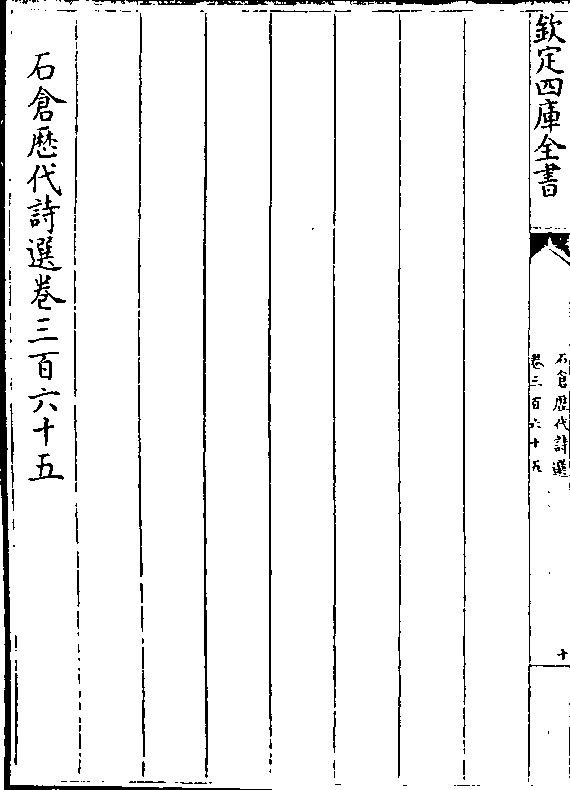 欽定四庫全書
石倉歷代詩選
卷三百六十五
十
石倉歷代詩選卷三百六十五